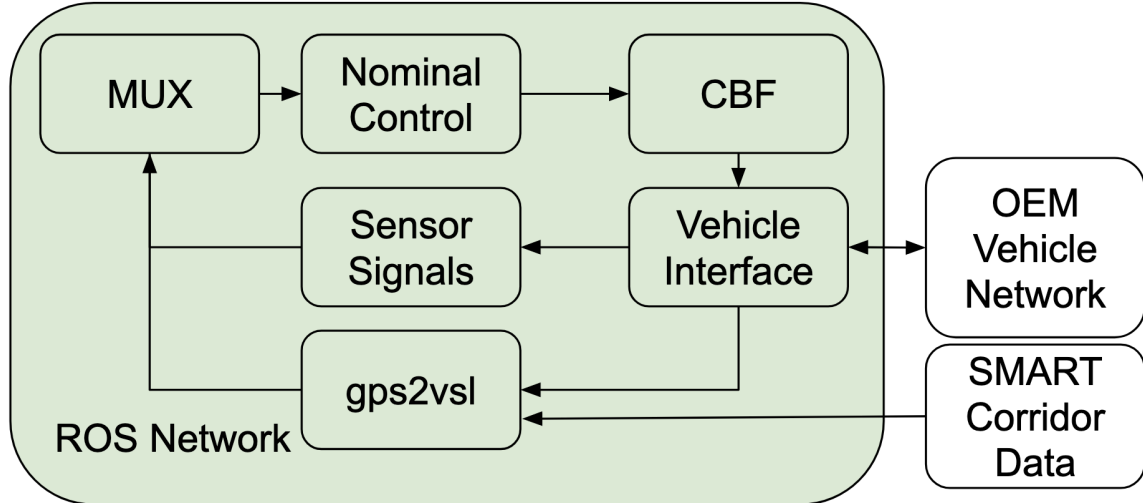 MUX
Nominal
Control
CBF
Sensor
Signals
Vehicle
Interface
OEM
Vehicle
Network
gps2vsl
SMART
Corridor
Data
ROS Network